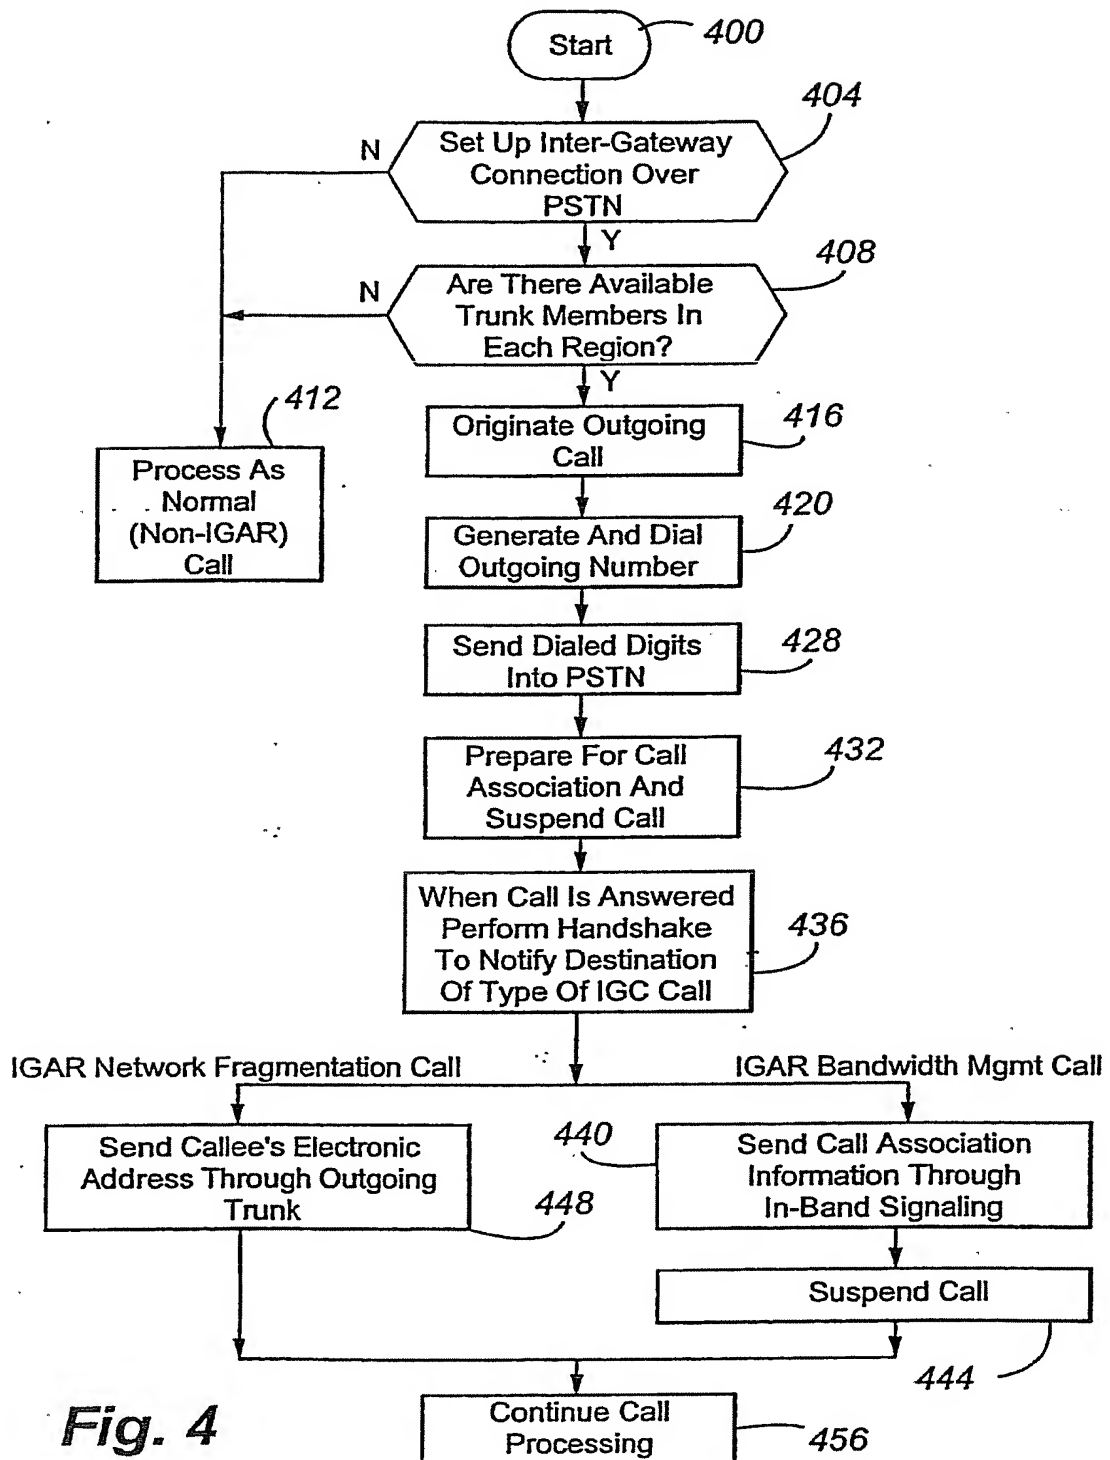 Start
400
Set Up Inter-Gateway
Connection Over
PSTN
404
N
Y
Are There Available
Trunk Members In
Each Region?
408
N
Y
412
Process As
Normal
(Non-IGAR)
Call
Originate Outgoing
Call
416
Generate And Dial
Outgoing Number
420
Send Dialed Digits
Into PSTN
428
Prepare For Call
Association And
Suspend Call
432
When Call Is Answered
Perform Handshake
To Notify Destination
Of Type Of IGC Call
436
IGAR Network Fragmentation Call
IGAR Bandwidth Mgmt Call
Send Callee's Electronic
Address Through Outgoing
Trunk
448
440
Send Call Association
Information Through
In-Band Signaling
Suspend Call
444
Continue Call
Processing
456
Fig. 4